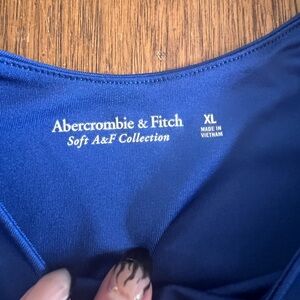 Abercrombie & Fitch
Soft A&F Collection
XL
MADE IN
VIETNAM